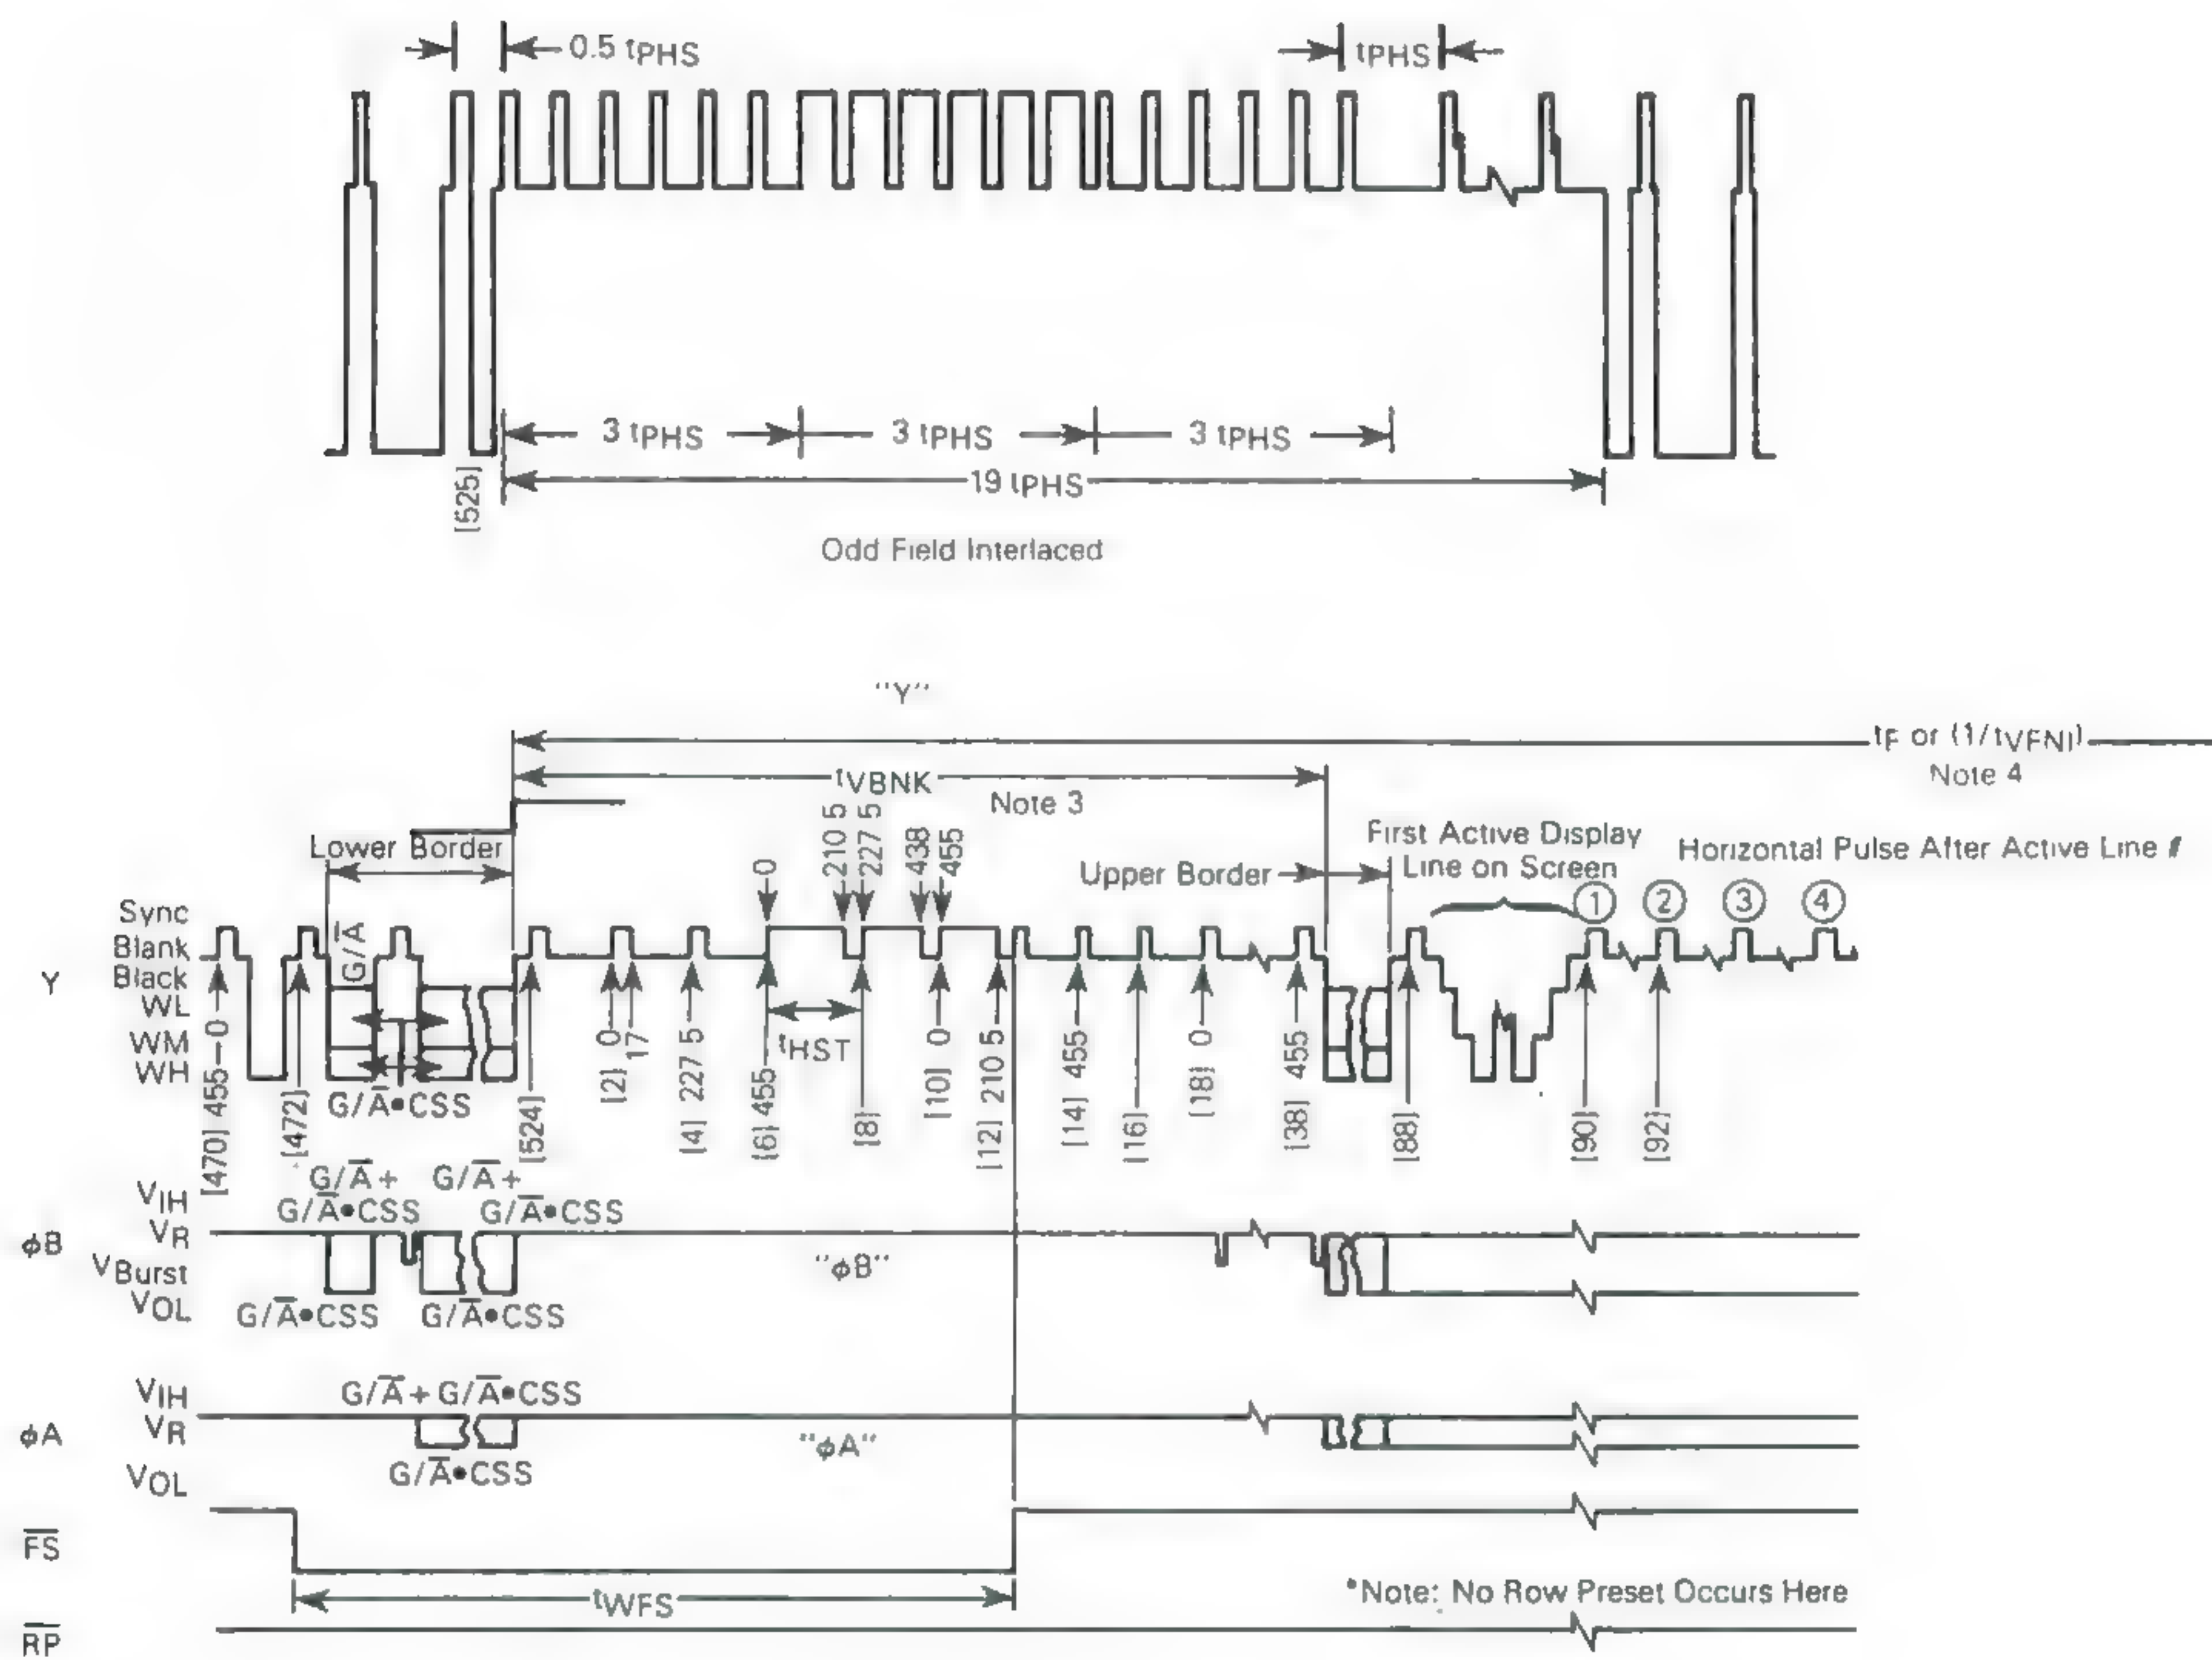 0.5 tPHS
tPHS
3 tPHS
3 tPHS
3 tPHS
19 tPHS
[525]
Odd Field Interlaced
"Y"
tF or (1/tVFNI)
Note 4
tVBNK
Note 3
Lower Border
0
210 5
227 5
438
455
Upper Border
First Active Display
Line on Screen
Horizontal Pulse After Active Line #
1
2
3
4
Y
Sync
Blank
Black
WL
WM
WH
G/A̅
G/A̅•CSS
tHST
[470] 455–0
[472]
[524]
[2] 0
17
[4] 227 5
[6] 455
[8]
[10] 0
[12] 210 5
[14] 455
[16]
[18] 0
[38] 455
[88]
[90]
[92]
G/A̅+
G/A̅•CSS
G/A̅+
G/A̅•CSS
φB
VIH
VR
VBurst
VOL
"φB"
G/A̅•CSS
G/A̅•CSS
G/A̅+G/A̅•CSS
φA
VIH
VR
VOL
"φA"
G/A̅•CSS
F̅S̅
tWFS
*Note: No Row Preset Occurs Here
R̅P̅